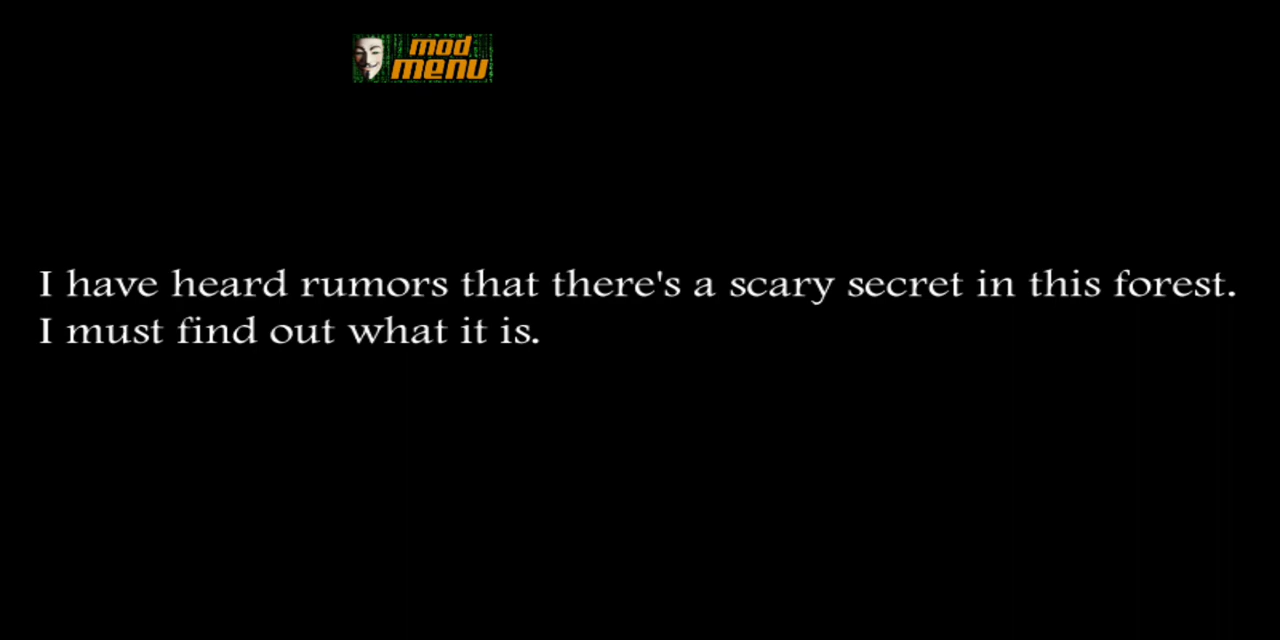 mod
menu
I have heard rumors that there's a scary secret in this forest.
I must find out what it is.